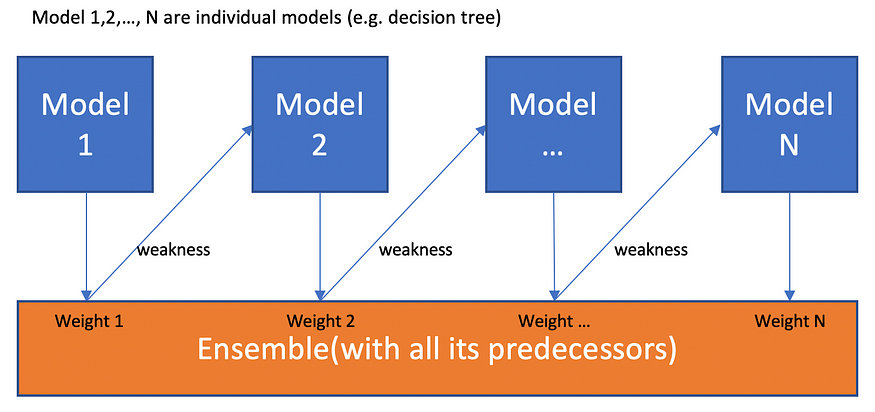 Model 1,2,..., N are individual models (e.g. decision tree)
Model
1
Model
2
Model
...
Model
N
weakness
weakness
weakness
Weight 1
Weight 2
Weight ...
Weight N
Ensemble(with all its predecessors)